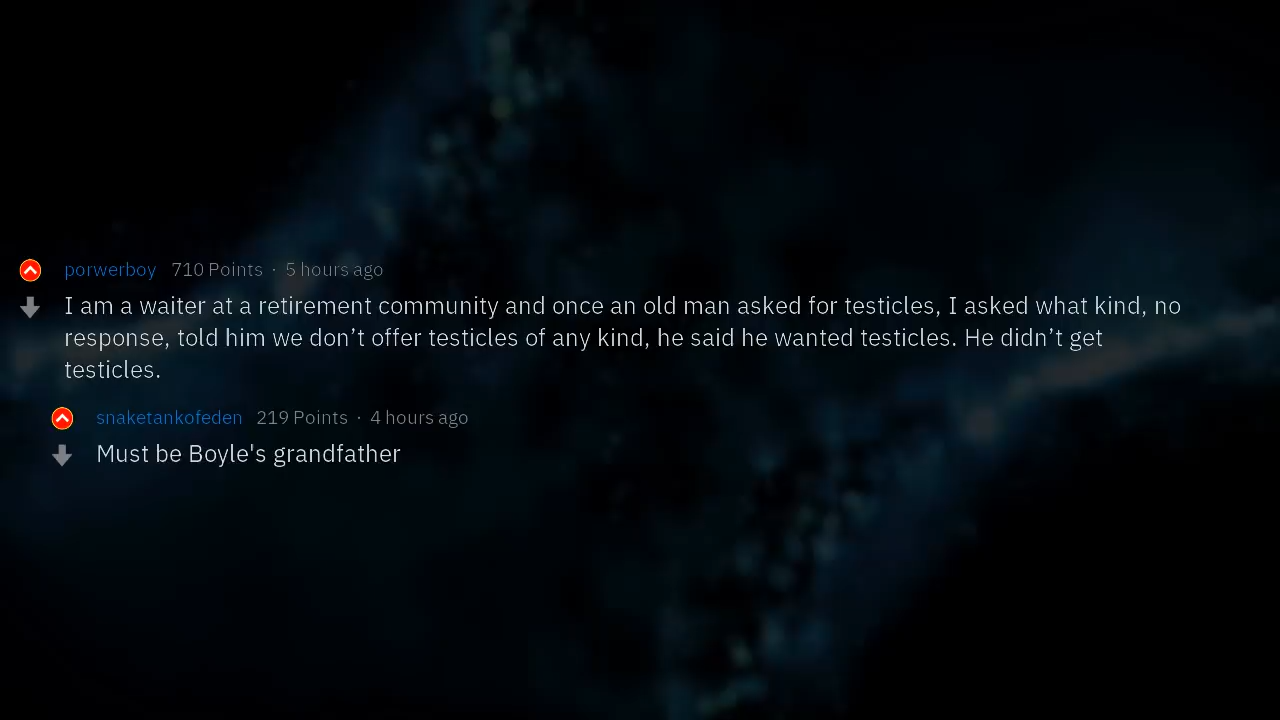 porwerboy 710 Points · 5 hours ago
I am a waiter at a retirement community and once an old man asked for testicles, I asked what kind, no
response, told him we don’t offer testicles of any kind, he said he wanted testicles. He didn’t get
testicles.
snaketankofeden 219 Points · 4 hours ago
Must be Boyle's grandfather